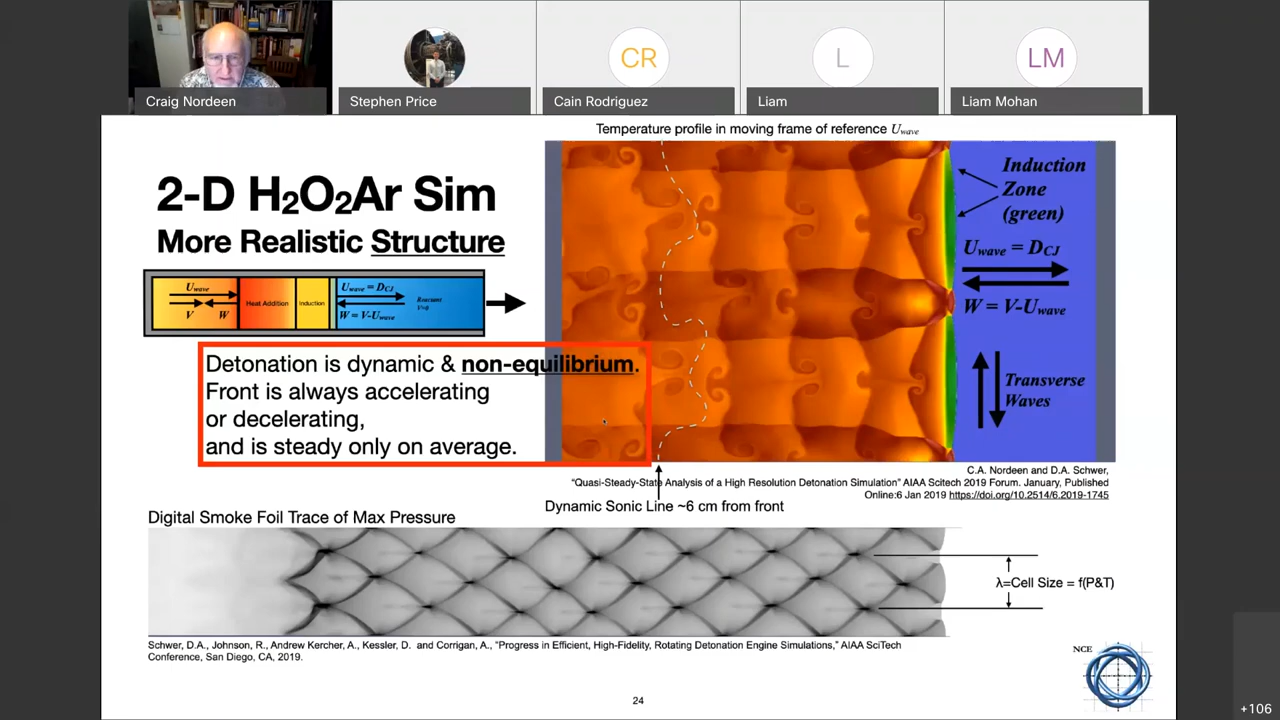 CR
L
LM
Craig Nordeen
Stephen Price
Cain Rodriguez
Liam
Liam Mohan
Temperature profile in moving frame of reference Uwave
2-D H₂O₂Ar Sim
More Realistic Structure
Uwave
V
W
Heat Addition
Induction
Uwave = DCJ
W = V-Uwave
Reactant
V=0
Induction
Zone
(green)
Uwave = DCJ
W = V-Uwave
Transverse
Waves
Detonation is dynamic & non-equilibrium.
Front is always accelerating
or decelerating,
and is steady only on average.
C.A. Nordeen and D.A. Schwer,
“Quasi-Steady-State Analysis of a High Resolution Detonation Simulation” AIAA Scitech 2019 Forum. January, Published
Online:6 Jan 2019 https://doi.org/10.2514/6.2019-1745
Dynamic Sonic Line ~6 cm from front
Digital Smoke Foil Trace of Max Pressure
λ=Cell Size = f(P&T)
Schwer, D.A., Johnson, R., Andrew Kercher, A., Kessler, D. and Corrigan, A., “Progress in Efficient, High-Fidelity, Rotating Detonation Engine Simulations,” AIAA SciTech
Conference, San Diego, CA, 2019.
NCE
24
+106